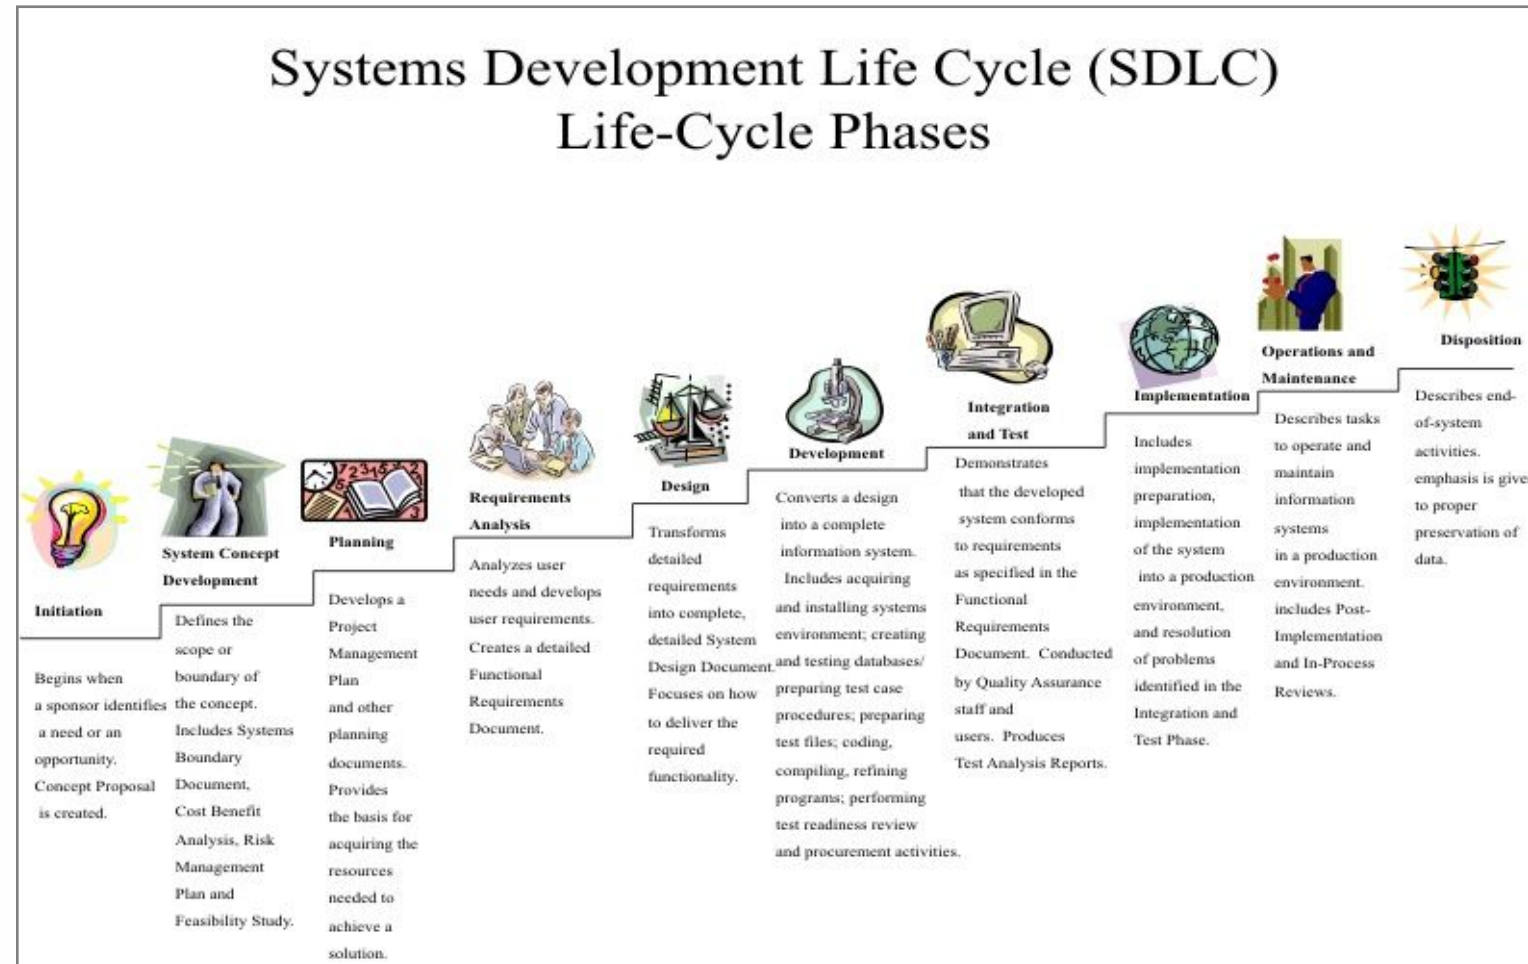 Systems Development Life Cycle (SDLC)
Life-Cycle Phases
Initiation
Begins when
a sponsor identifies
a need or an
opportunity.
Concept Proposal
is created.
System Concept
Development
Defines the
scope or
boundary of
the concept.
Includes Systems
Boundary
Document,
Cost Benefit
Analysis, Risk
Management
Plan and
Feasibility Study.
Planning
Develops a
Project
Management
Plan
and other
planning
documents.
Provides
the basis for
acquiring the
resources
needed to
achieve a
solution.
Requirements
Analysis
Analyzes user
needs and develops
user requirements.
Creates a detailed
Functional
Requirements
Document.
Design
Transforms
detailed
requirements
into complete,
detailed System
Design Document.
Focuses on how
to deliver the
required
functionality.
Development
Converts a design
into a complete
information system.
Includes acquiring
and installing systems
environment; creating
and testing databases/
preparing test case
procedures; preparing
test files; coding,
compiling, refining
programs; performing
test readiness review
and procurement activities.
Integration
and Test
Demonstrates
that the developed
system conforms
to requirements
as specified in the
Functional
Requirements
Document. Conducted
by Quality Assurance
staff and
users. Produces
Test Analysis Reports.
Implementation
Includes
implementation
preparation,
implementation
of the system
into a production
environment,
and resolution
of problems
identified in the
Integration and
Test Phase.
Operations and
Maintenance
Describes tasks
to operate and
maintain
information
systems
in a production
environment.
includes Post-
Implementation
and In-Process
Reviews.
Disposition
Describes end-
of-system
activities.
emphasis is give
to proper
preservation of
data.